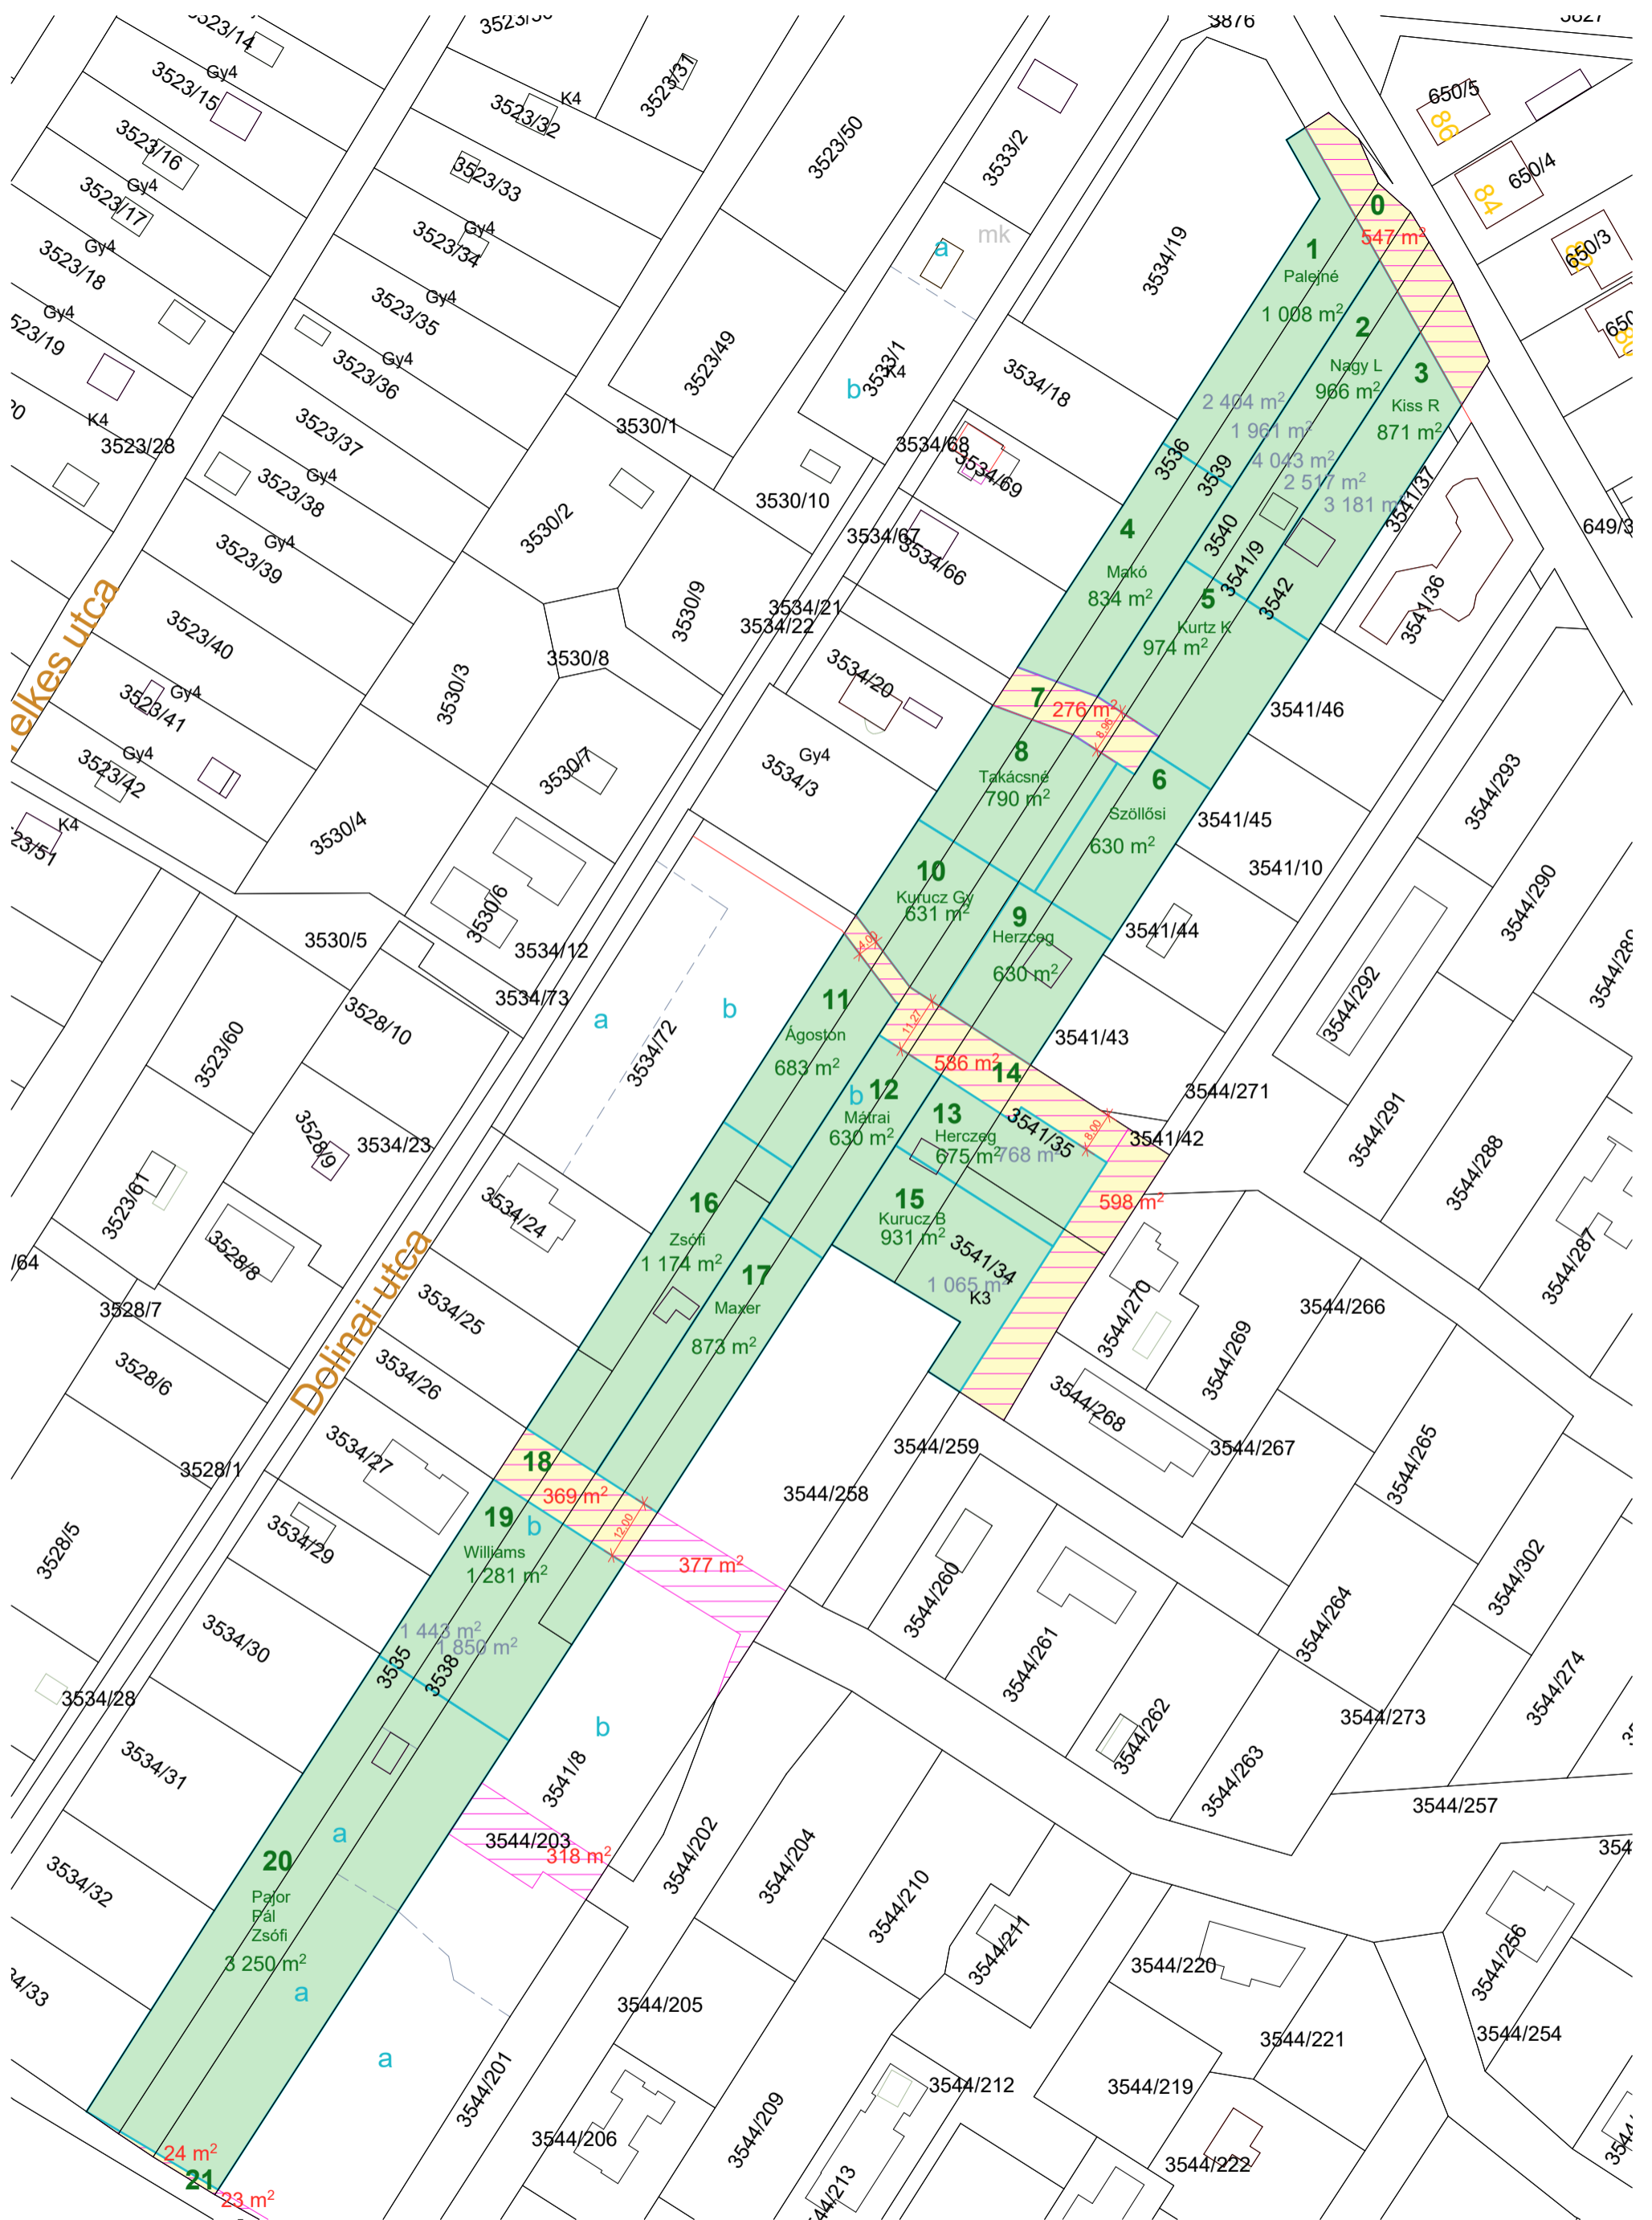 3523/14
3876
3827
Gy4
3523/15
K4
3523/32
3523/31
650/5
86
3523/16
3523/33
3523/50
3533/2
650/4
84
Gy4
3523/17
Gy4
3523/34
mk
a
3534/19
0
547 m²
650/3
Gy4
3523/18
1
Palejné
1 008 m²
Gy4
3523/35
2
Nagy L
966 m²
Gy4
3523/36
3523/49
3533/1
K4
b
3534/18
3
Kiss R
871 m²
2 404 m²
1 961 m²
4 043 m²
2 517 m²
K4
3523/28
3523/37
3530/1
3534/68
3534/69
3536
3539
3541/37
Gy4
3523/38
3530/2
3530/10
3534/67
3534/66
4
Makó
834 m²
3540
3541/9
3542
5
Kurtz K
974 m²
3541/36
Gy4
3523/39
3530/9
3534/21
3534/22
elkes utca
3523/40
3530/8
3534/20
3530/3
Gy4
3523/41
7
276 m²
8,96
3541/46
Gy4
3523/42
3530/7
Gy4
3534/3
8
Takácsné
790 m²
6
Szöllősi
630 m²
3544/293
K4
3530/4
3541/45
3541/10
10
Kurucz Gy
631 m²
3530/6
9
Herzceg
630 m²
3541/44
3544/290
3530/5
3534/12
4,00
3534/73
3528/10
a
b
11
Ágoston
683 m²
11,27
3544/292
3523/60
3534/72
586 m²
14
3541/43
3544/271
b
12
Mátrai
630 m²
13
Herczeg
675 m²
768 m²
3541/35
8,00
3541/42
3544/291
3528/9
3534/23
3544/288
3523/61
3534/24
16
Zsófi
1 174 m²
15
Kurucz B
931 m²
598 m²
3528/8
/64
3541/34
1 065 m²
K3
3544/287
3528/7
Dolinai utca
3534/25
17
Maxer
873 m²
3544/270
3544/266
3544/269
3528/6
3534/26
3544/268
3534/27
3544/259
3544/267
3544/265
3528/1
18
369 m²
3544/258
12,00
19
b
Williams
1 281 m²
3528/5
3534/29
377 m²
3544/302
3544/260
3534/30
1 443 m²
1 850 m²
3544/264
3535
3538
3544/261
3544/274
3534/28
b
3544/262
3544/273
3534/31
3541/8
3544/263
3544/257
a
3544/203
318 m²
3544/202
3544/204
20
Pajor
Pál
Zsófi
3 250 m²
3534/32
3544/210
3544/211
3544/220
3544/256
a
3544/205
3544/221
3544/254
a
3544/201
3544/212
3544/219
3544/209
3544/206
24 m²
21
23 m²
3544/222